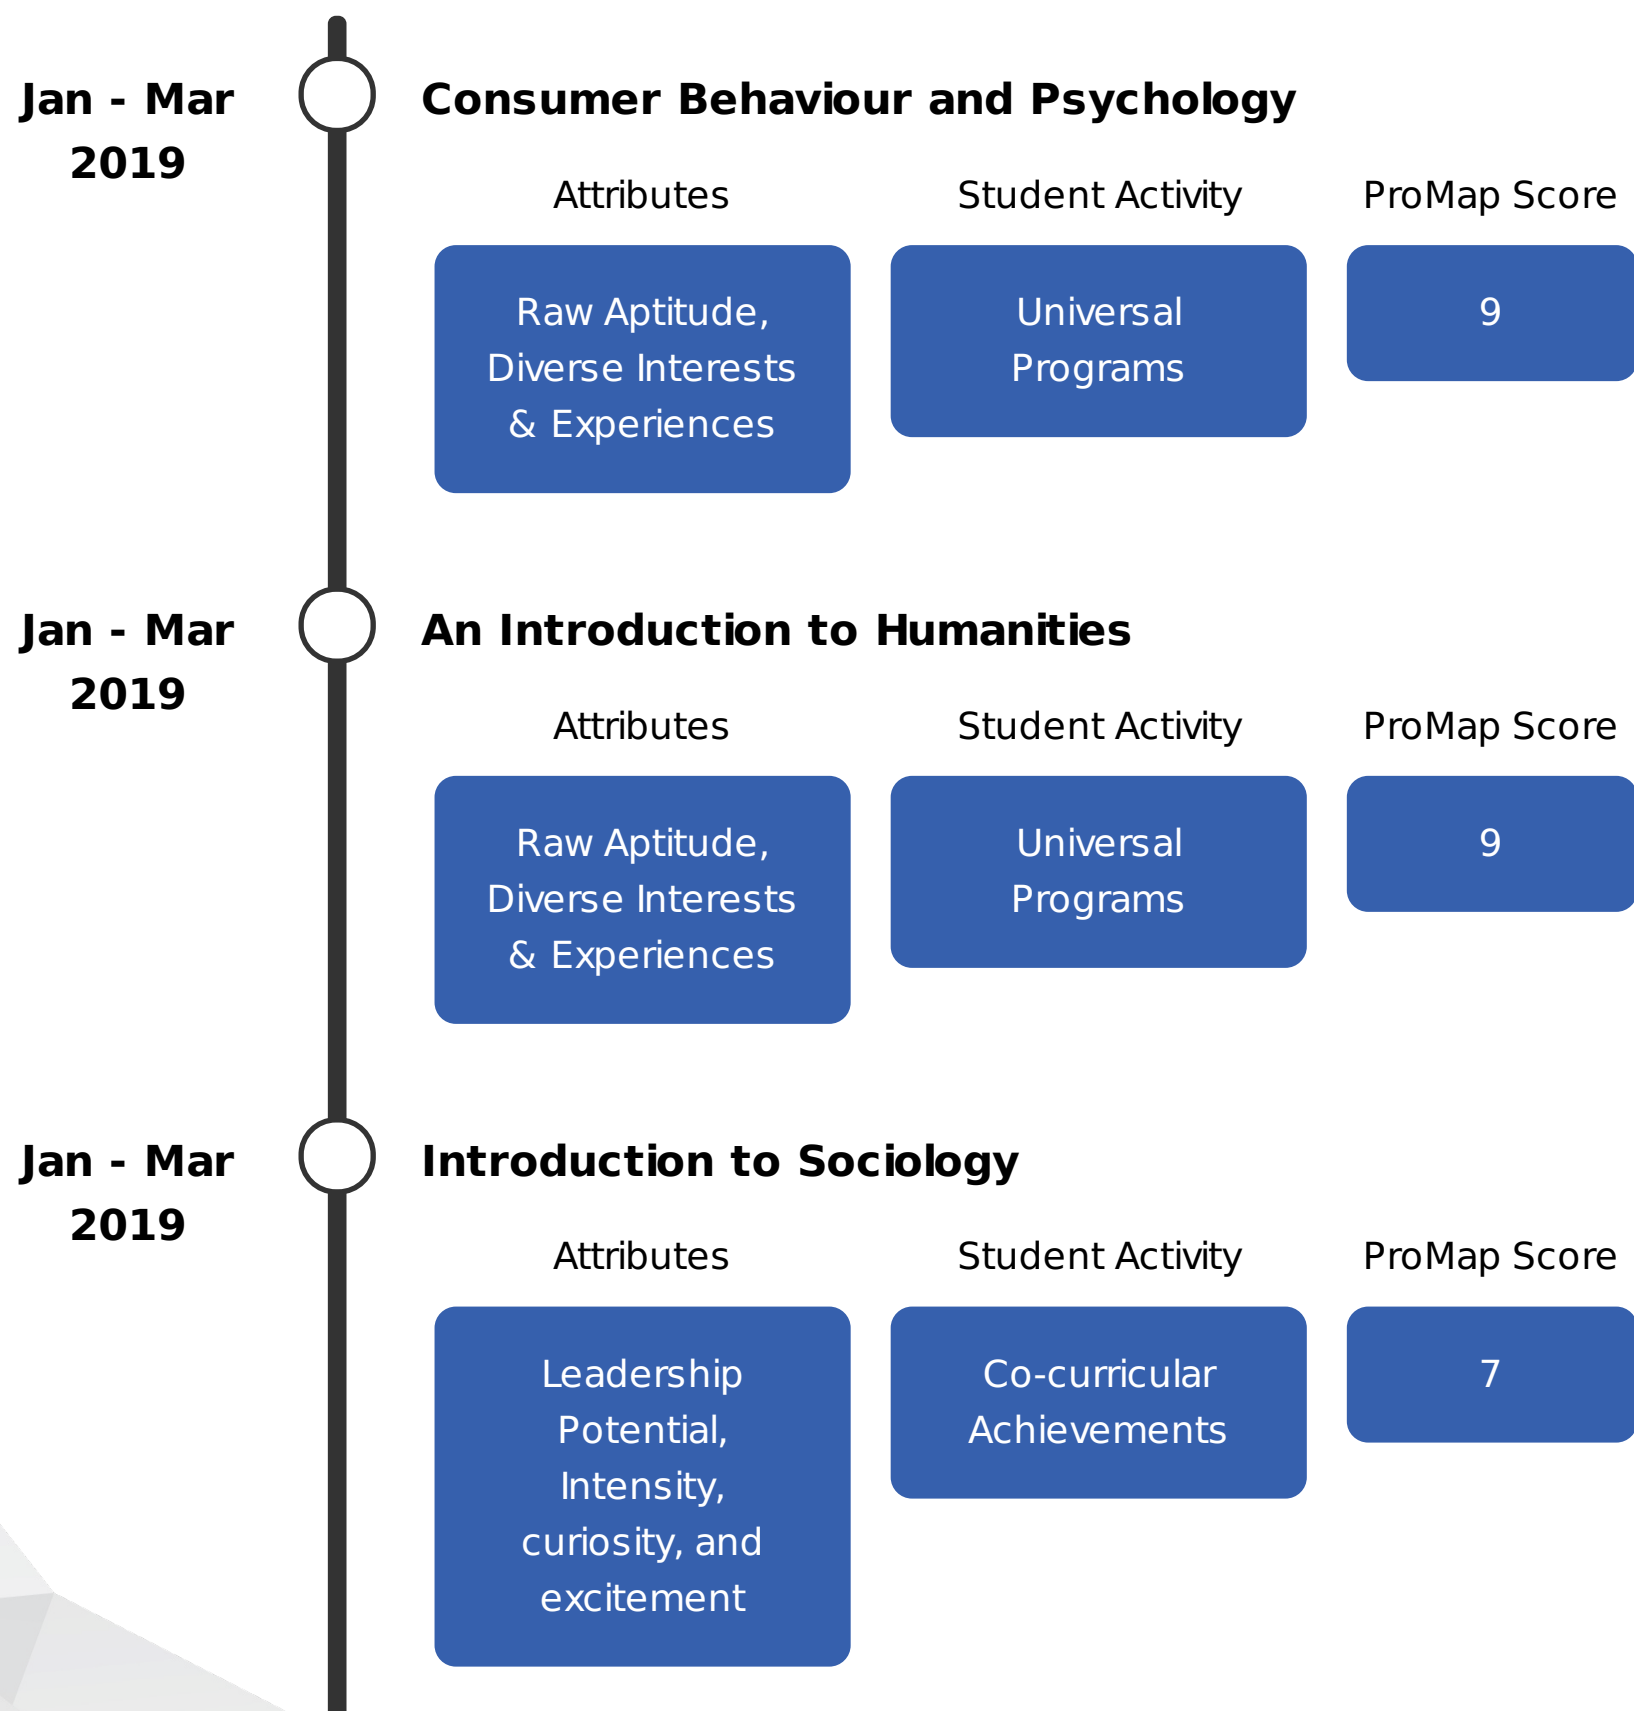 Jan - Mar
2019
Consumer Behaviour and Psychology
Attributes
Student Activity
ProMap Score
Raw Aptitude,
Diverse Interests
& Experiences
Universal
Programs
9
Jan - Mar
2019
An Introduction to Humanities
Attributes
Student Activity
ProMap Score
Raw Aptitude,
Diverse Interests
& Experiences
Universal
Programs
9
Jan - Mar
2019
Introduction to Sociology
Attributes
Student Activity
ProMap Score
Leadership
Potential,
Intensity,
curiosity, and
excitement
Co-curricular
Achievements
7